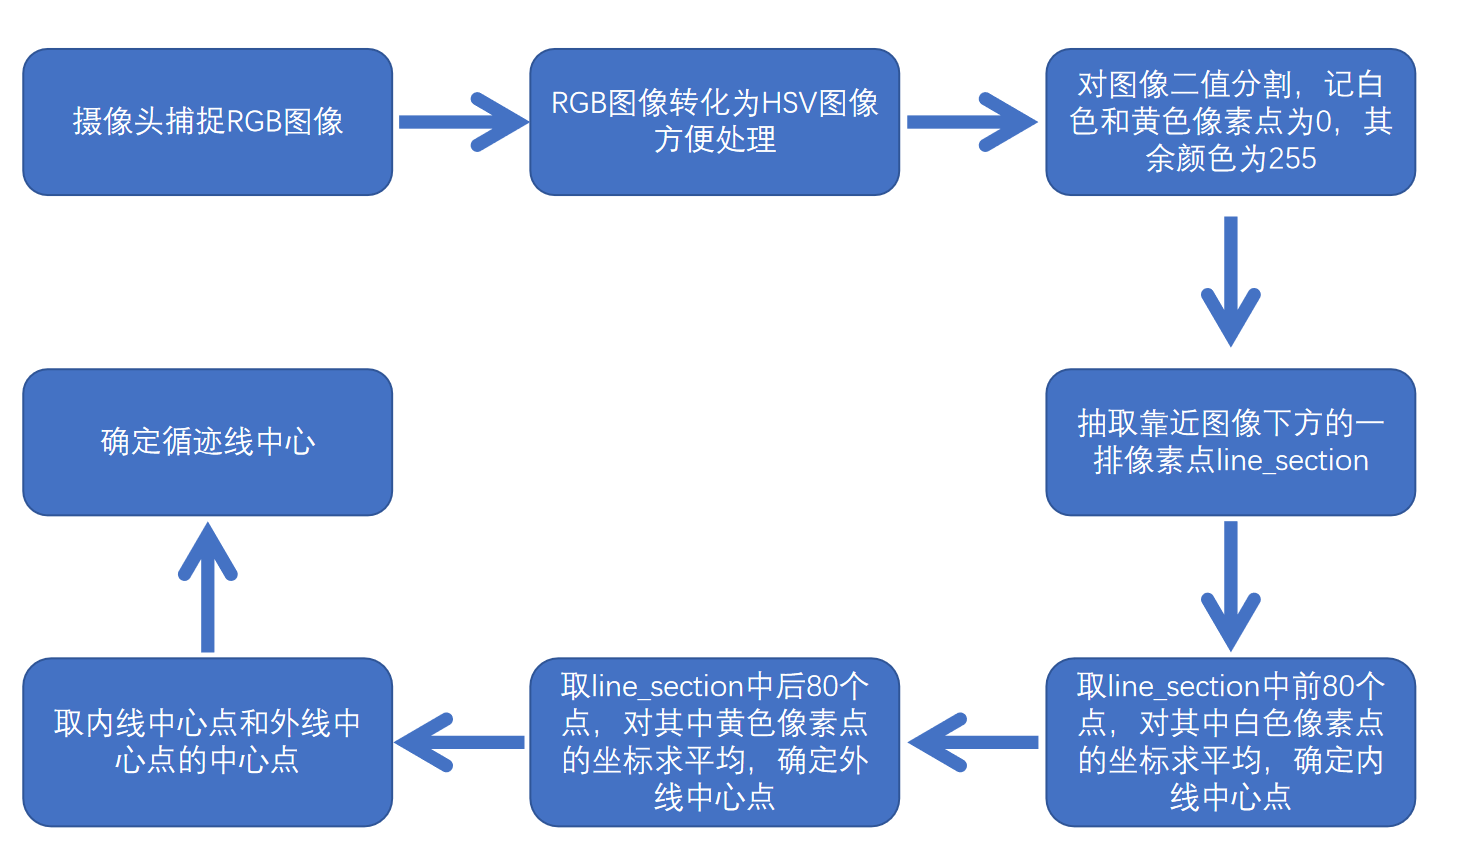 摄像头捕捉RGB图像
RGB图像转化为HSV图像
方便处理
对图像二值分割，记白
色和黄色像素点为0，其
余颜色为255
抽取靠近图像下方的一
排像素点line_section
取line_section中前80个
点，对其中白色像素点
的坐标求平均，确定内
线中心点
取line_section中后80个
点，对其中黄色像素点
的坐标求平均，确定外
线中心点
取内线中心点和外线中
心点的中心点
确定循迹线中心